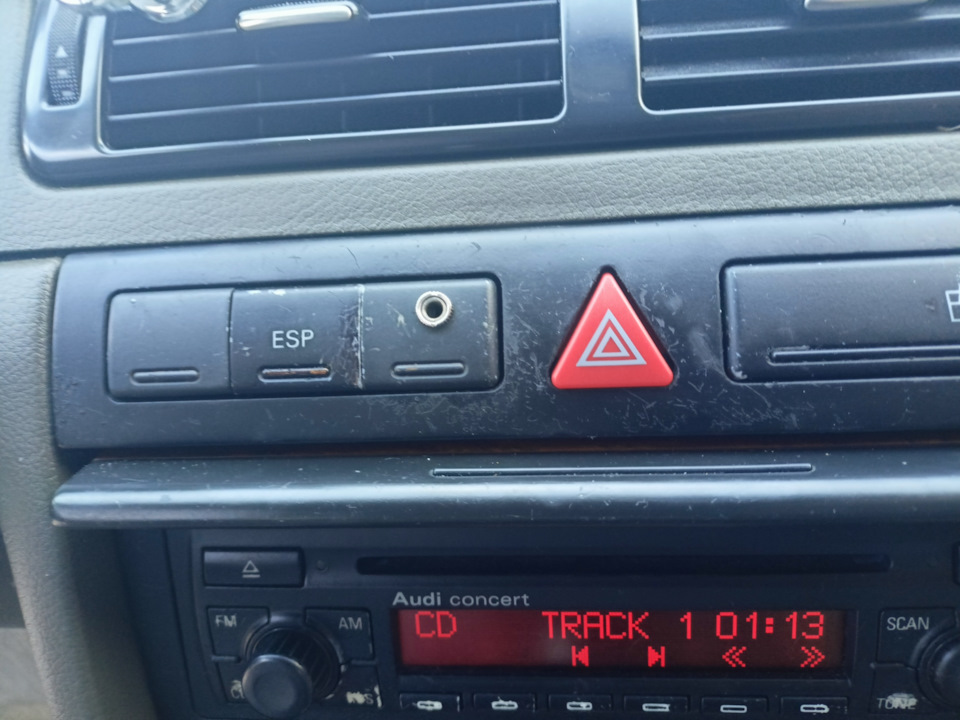 ESP
Audi concert
CD TRACK 1 01:13
FM
AM
SCAN
TONE